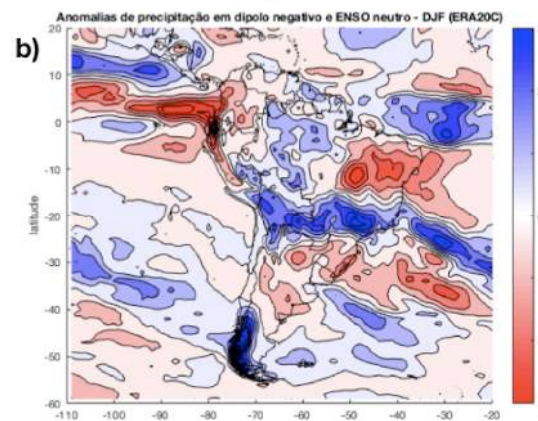 Anomalias de precipitação em dipolo negativo e ENSO neutro - DJF (ERA20C)
b)
20
10
0
-10
-20
-30
-40
-50
-60
latitude
-110 -100 -90 -80 -70 -60 -50 -40 -30 -20